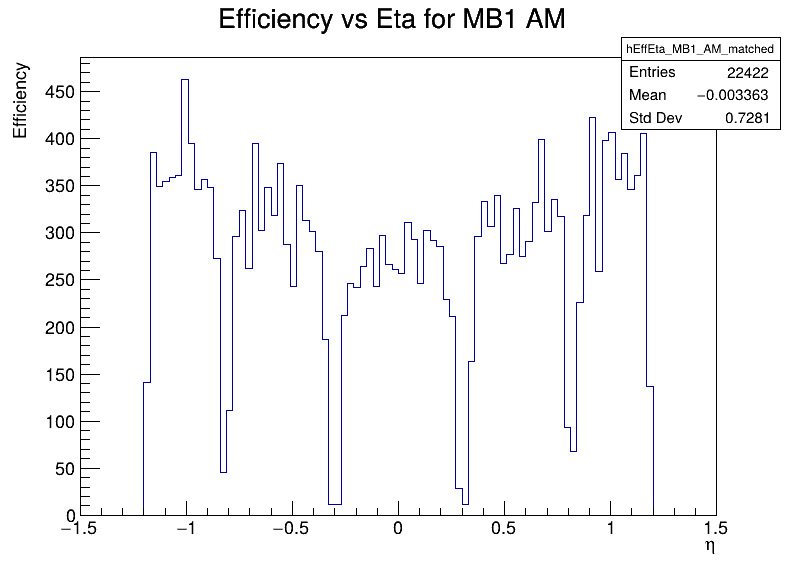 Efficiency vs Eta for MB1 AM
hEffEta_MB1_AM_matched
Entries 22422
Mean −0.003363
Std Dev 0.7281
Efficiency
450
400
350
300
250
200
150
100
50
0
−1.5 −1 −0.5 0 0.5 1 1.5
η